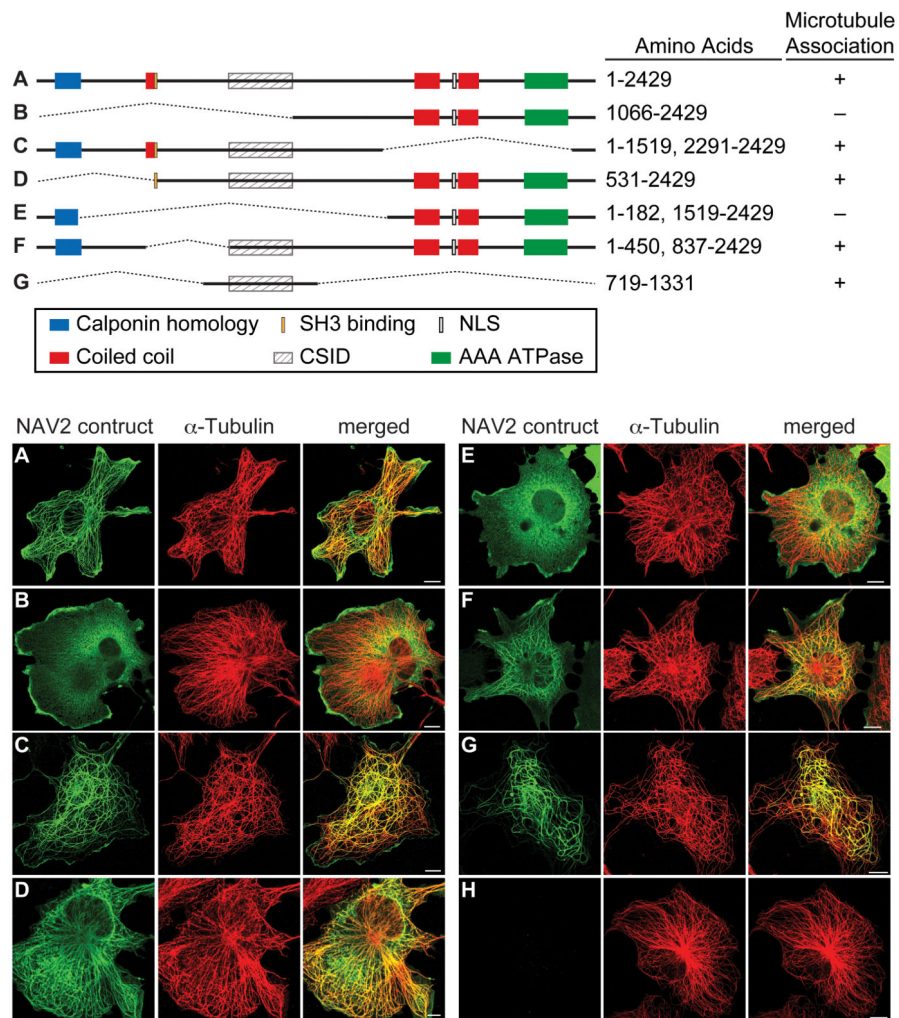 Microtubule
Amino Acids Association
A 1-2429 +
B 1066-2429 –
C 1-1519, 2291-2429 +
D 531-2429 +
E 1-182, 1519-2429 –
F 1-450, 837-2429 +
G 719-1331 +
Calponin homology SH3 binding NLS
Coiled coil CSID AAA ATPase
NAV2 contruct α-Tubulin merged NAV2 contruct α-Tubulin merged
A E
B F
C G
D H